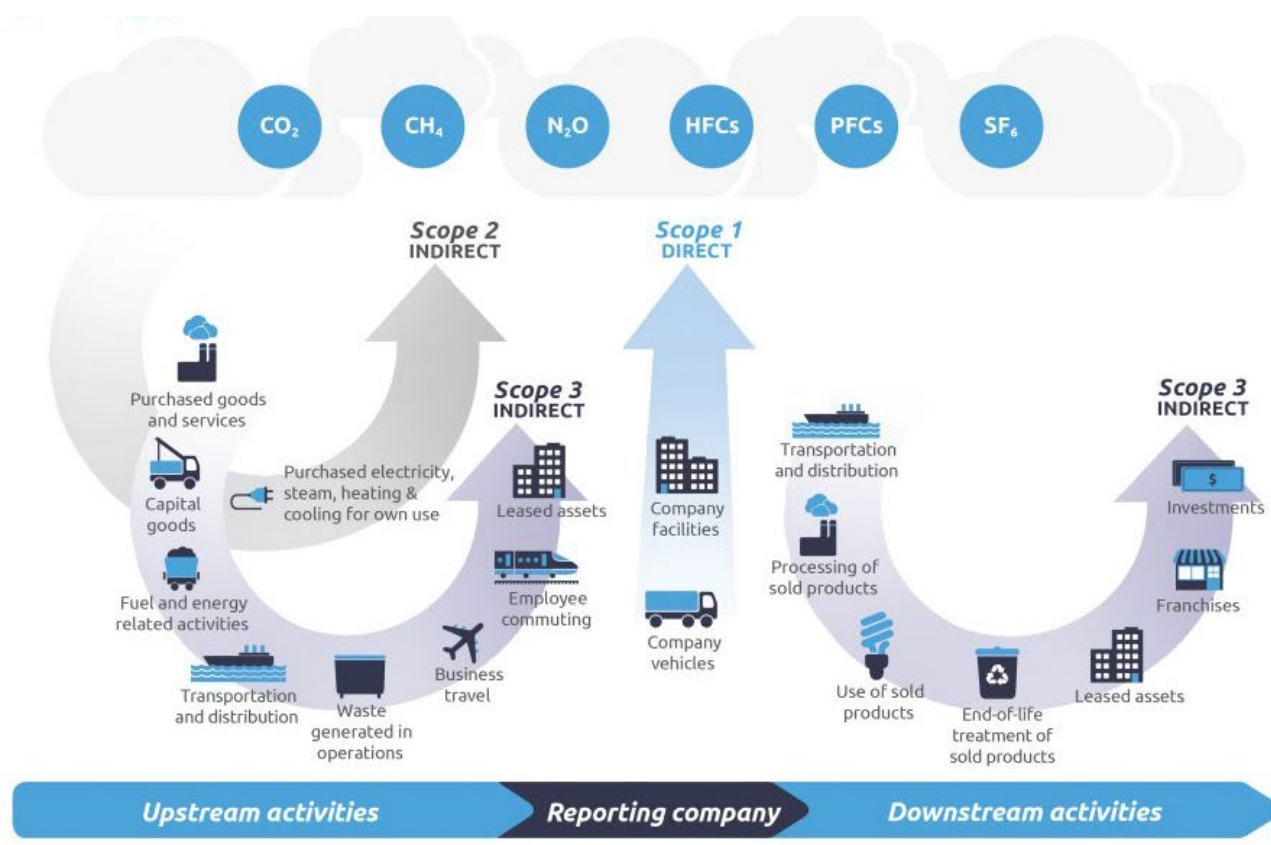 CO₂
CH₄
N₂O
HFCs
PFCs
SF₆
Scope 2
INDIRECT
Scope 1
DIRECT
Purchased goods
and services
Capital
goods
Purchased electricity,
steam, heating &
cooling for own use
Fuel and energy
related activities
Transportation
and distribution
Waste
generated in
operations
Business
travel
Employee
commuting
Leased assets
Scope 3
INDIRECT
Company
facilities
Company
vehicles
Transportation
and distribution
Processing of
sold products
Use of sold
products
End-of-life
treatment of
sold products
Leased assets
Franchises
$
Investments
Scope 3
INDIRECT
Upstream activities
Reporting company
Downstream activities